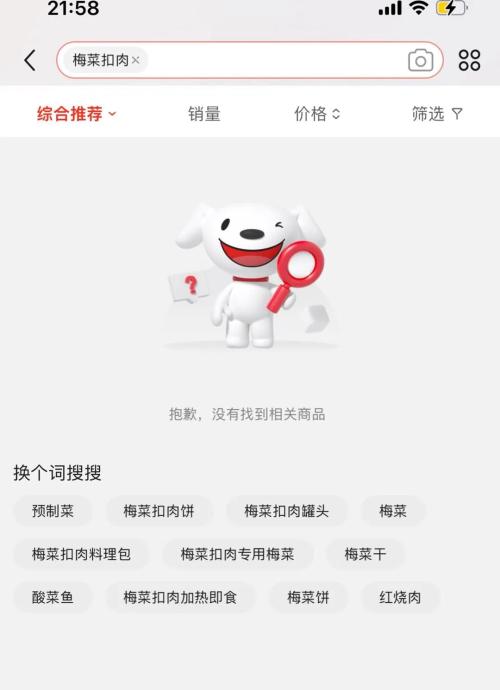 21:58
梅菜扣肉×
综合推荐 销量 价格 筛选
?
抱歉，没有找到相关商品
换个词搜搜
预制菜 梅菜扣肉饼 梅菜扣肉罐头 梅菜
梅菜扣肉料理包 梅菜扣肉专用梅菜 梅菜干
酸菜鱼 梅菜扣肉加热即食 梅菜饼 红烧肉